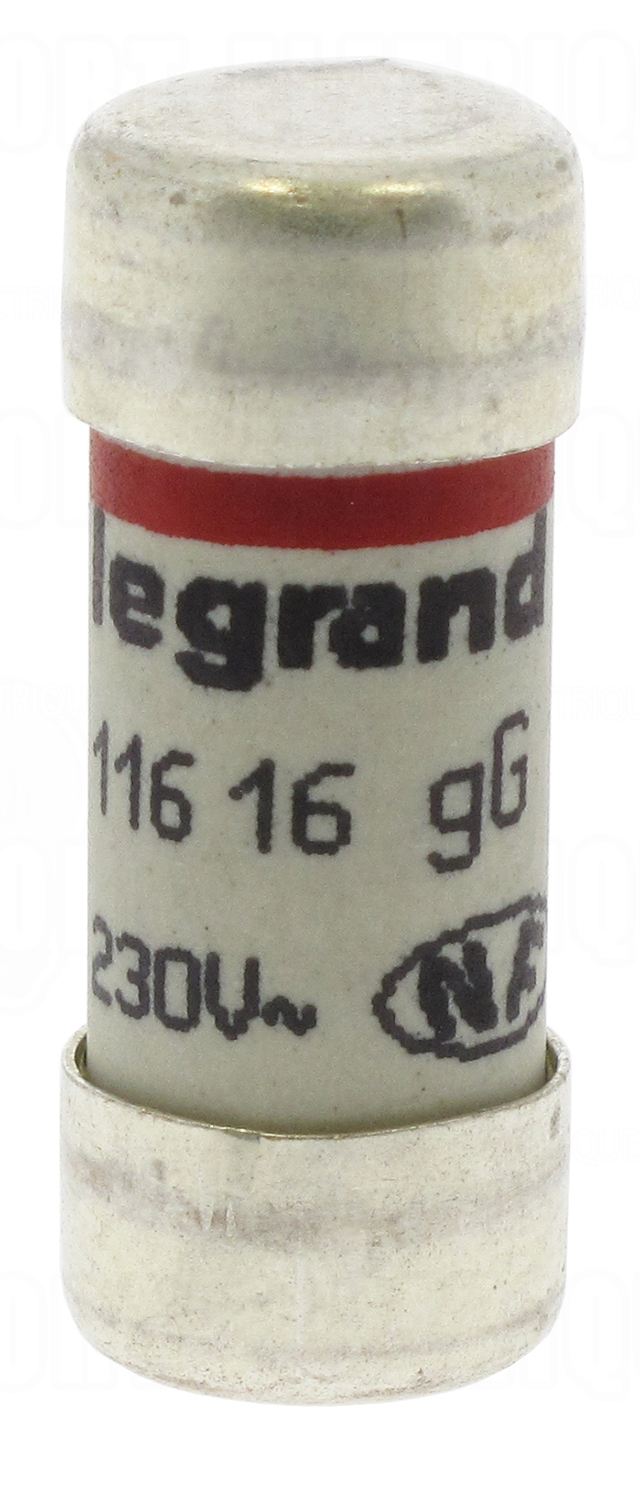 legrand
116 16 gG
230V~ NF